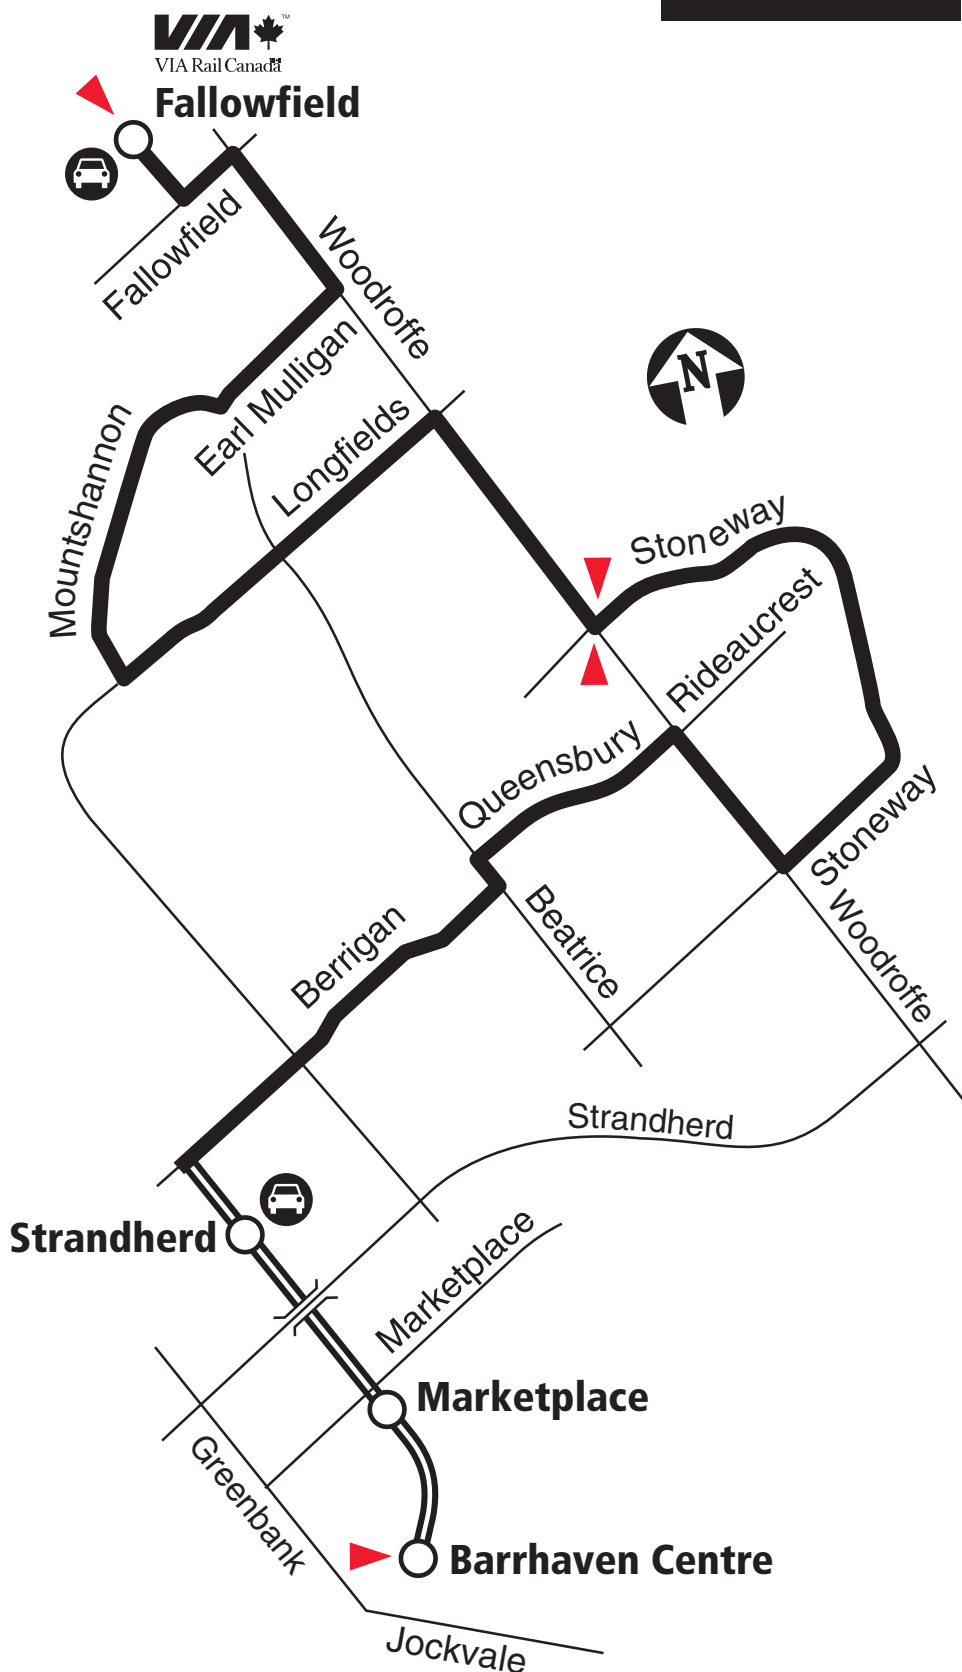 VIA™
VIA Rail Canada
Fallowfield
Fallowfield
Woodroffe
Earl Mulligan
Longfields
Mountshannon
N
Stoneway
Rideaucrest
Queensbury
Stoneway
Woodroffe
Beatrice
Berrigan
Strandherd
Strandherd
Marketplace
Marketplace
Greenbank
Barrhaven Centre
Jockvale